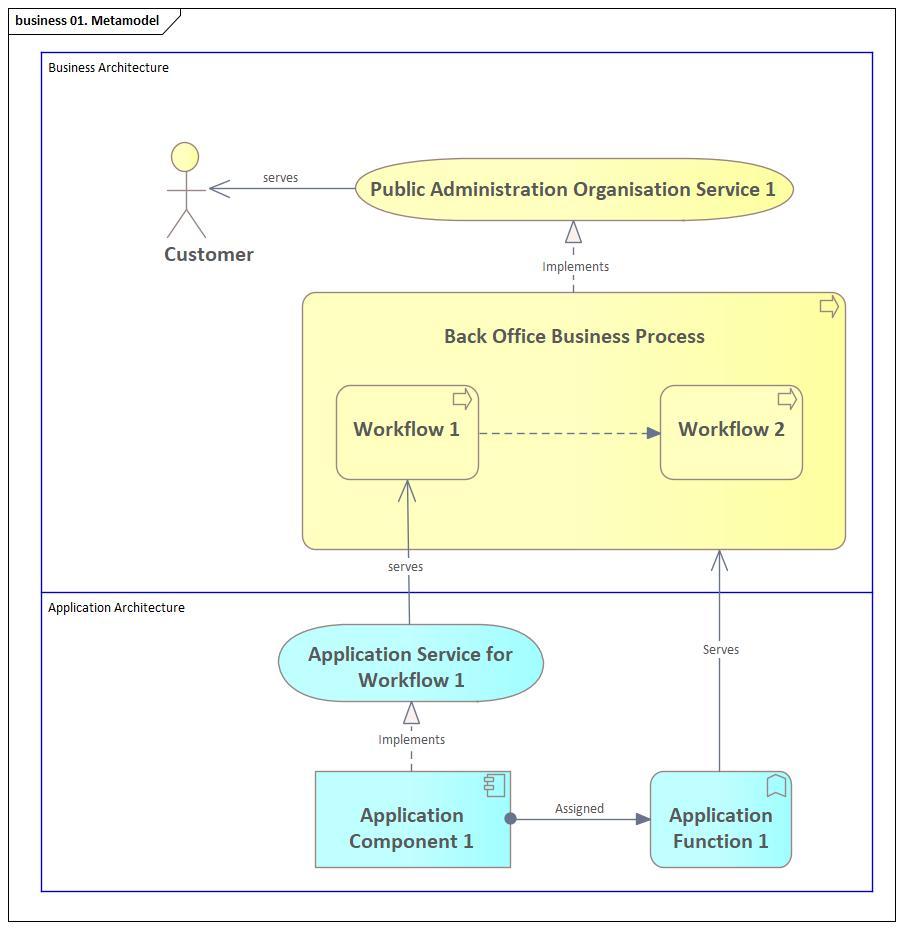 business 01. Metamodel
Business Architecture
serves
Public Administration Organisation Service 1
Customer
Implements
Back Office Business Process
Workflow 1
Workflow 2
serves
Application Architecture
Application Service for
Workflow 1
Serves
Implements
Application
Component 1
Assigned
Application
Function 1